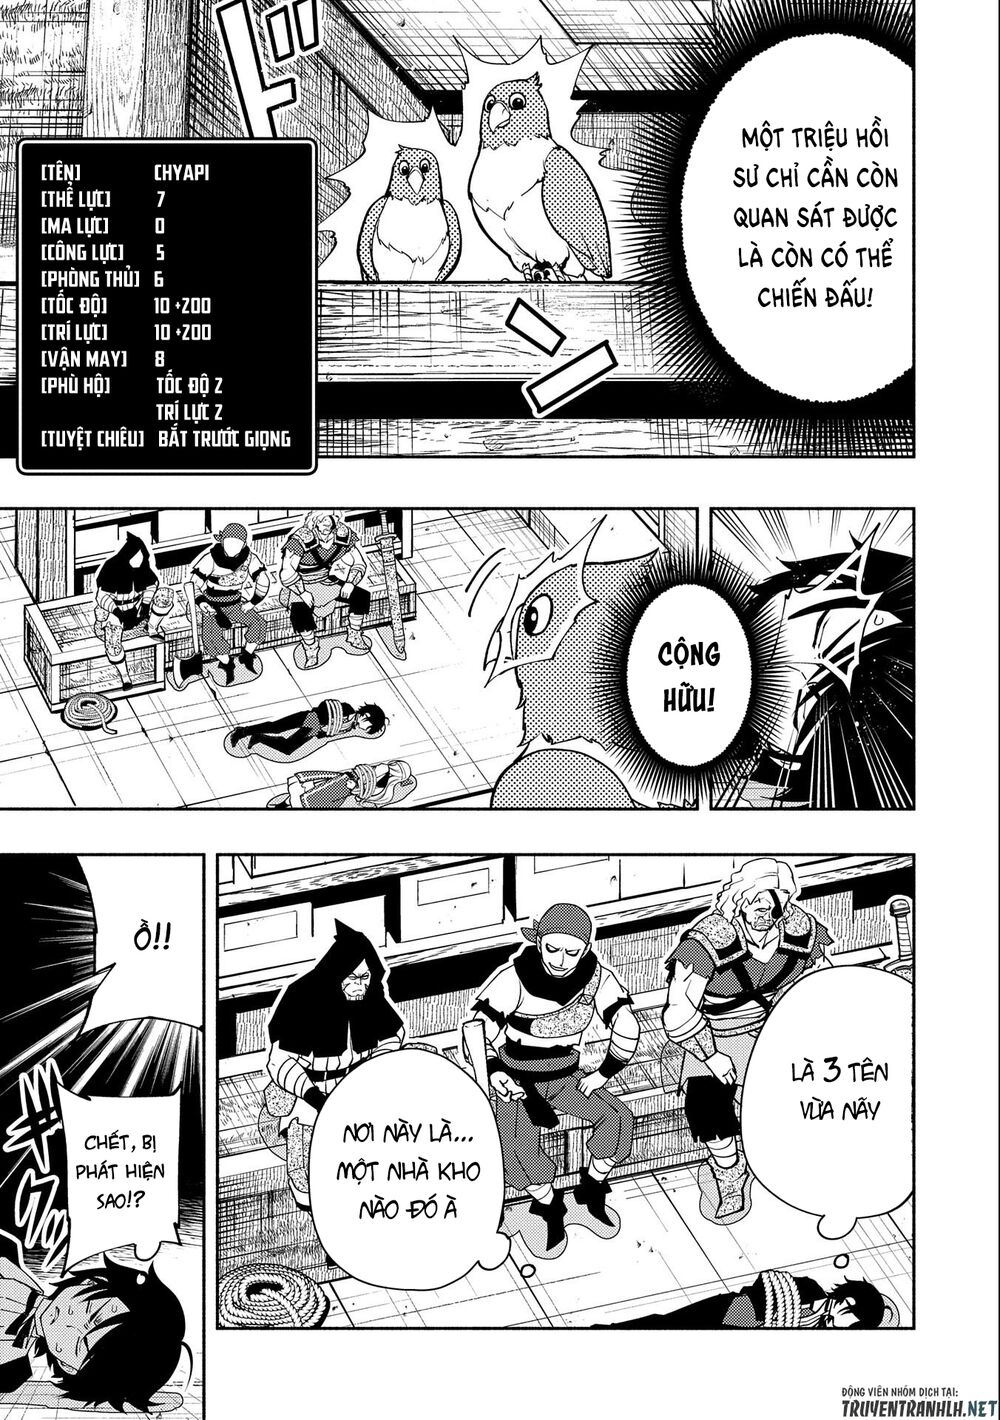 MỘT TRIỆU HỒI
SƯ CHỈ CẦN CÒN
QUAN SÁT ĐƯỢC
LÀ CÒN CÓ THỂ
CHIẾN ĐẤU!
[TÊN] CHYAPI
[THỂ LỰC] 7
[MA LỰC] 0
[CÔNG LỰC] 5
[PHÒNG THỦ] 6
[TỐC ĐỘ] 10 +200
[TRÍ LỰC] 10 +200
[VẬN MAY] 8
[PHÙ HỘ] TỐC ĐỘ 2
TRÍ LỰC 2
[TUYỆT CHIÊU] BẮT TRƯỚC GIỌNG
CỘNG
HỮU!
LÀ 3 TÊN
VỪA NÃY
NƠI NÀY LÀ...
MỘT NHÀ KHO
NÀO ĐÓ À
Ồ!!
CHẾT, BỊ
PHÁT HIỆN
SAO!?
ĐỘNG VIÊN NHÓM DỊCH TẠI:
TRUYENTRANHLH.NET